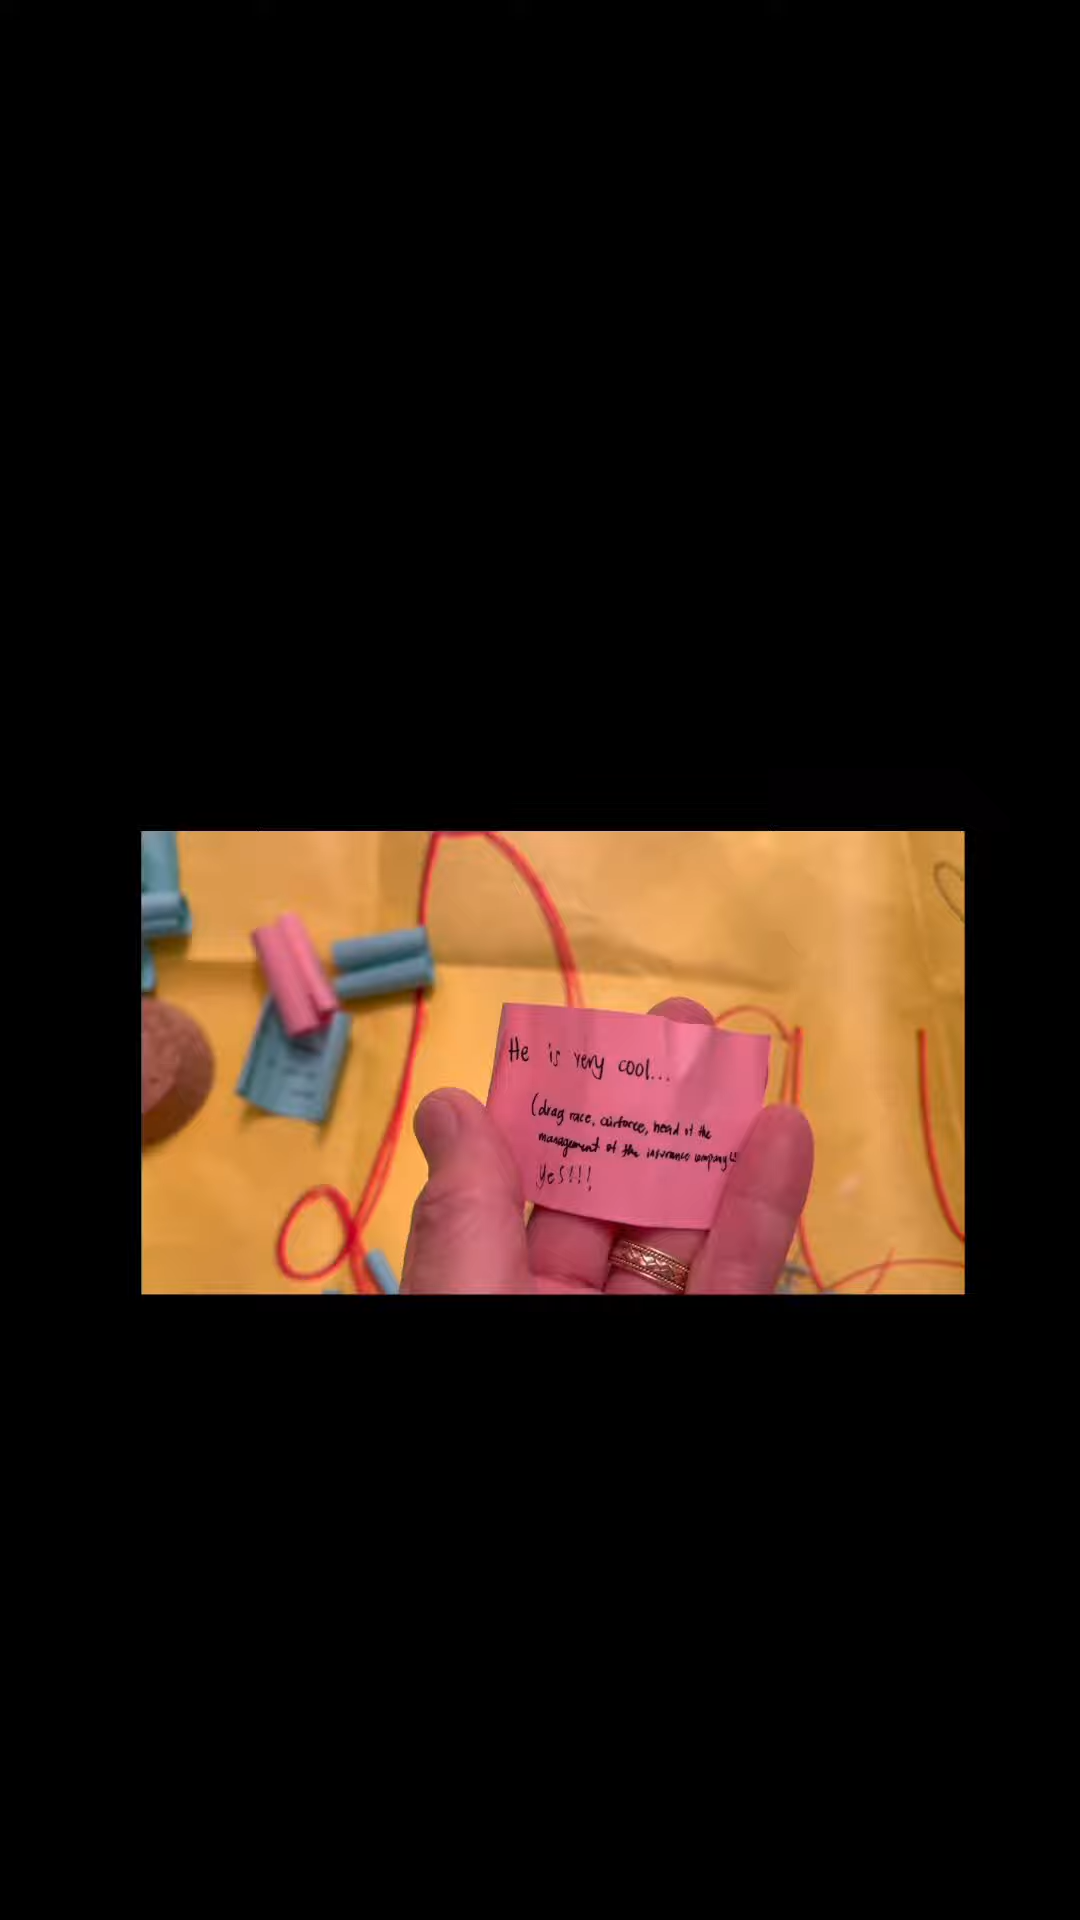 He is very cool...
(drag race, airforce, head of the
management of the insurance company
Yes!!!